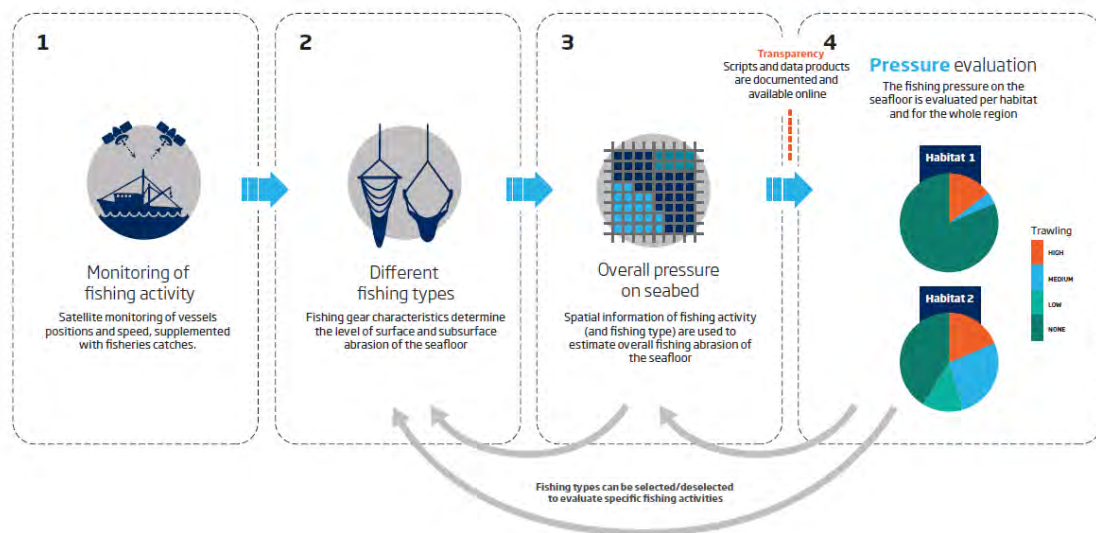 1
Monitoring of
fishing activity
Satellite monitoring of vessels
positions and speed, supplemented
with fisheries catches.
2
Different
fishing types
Fishing gear characteristics determine
the level of surface and subsurface
abrasion of the seafloor
3
Overall pressure
on seabed
Spatial information of fishing activity
(and fishing type) are used to
estimate overall fishing abrasion of
the seafloor
Transparency
Scripts and data products
are documented and
available online
4
Pressure evaluation
The fishing pressure on the
seafloor is evaluated per habitat
and for the whole region
Habitat 1
Trawling
HIGH
MEDIUM
LOW
NONE
Habitat 2
Fishing types can be selected/deselected
to evaluate specific fishing activities